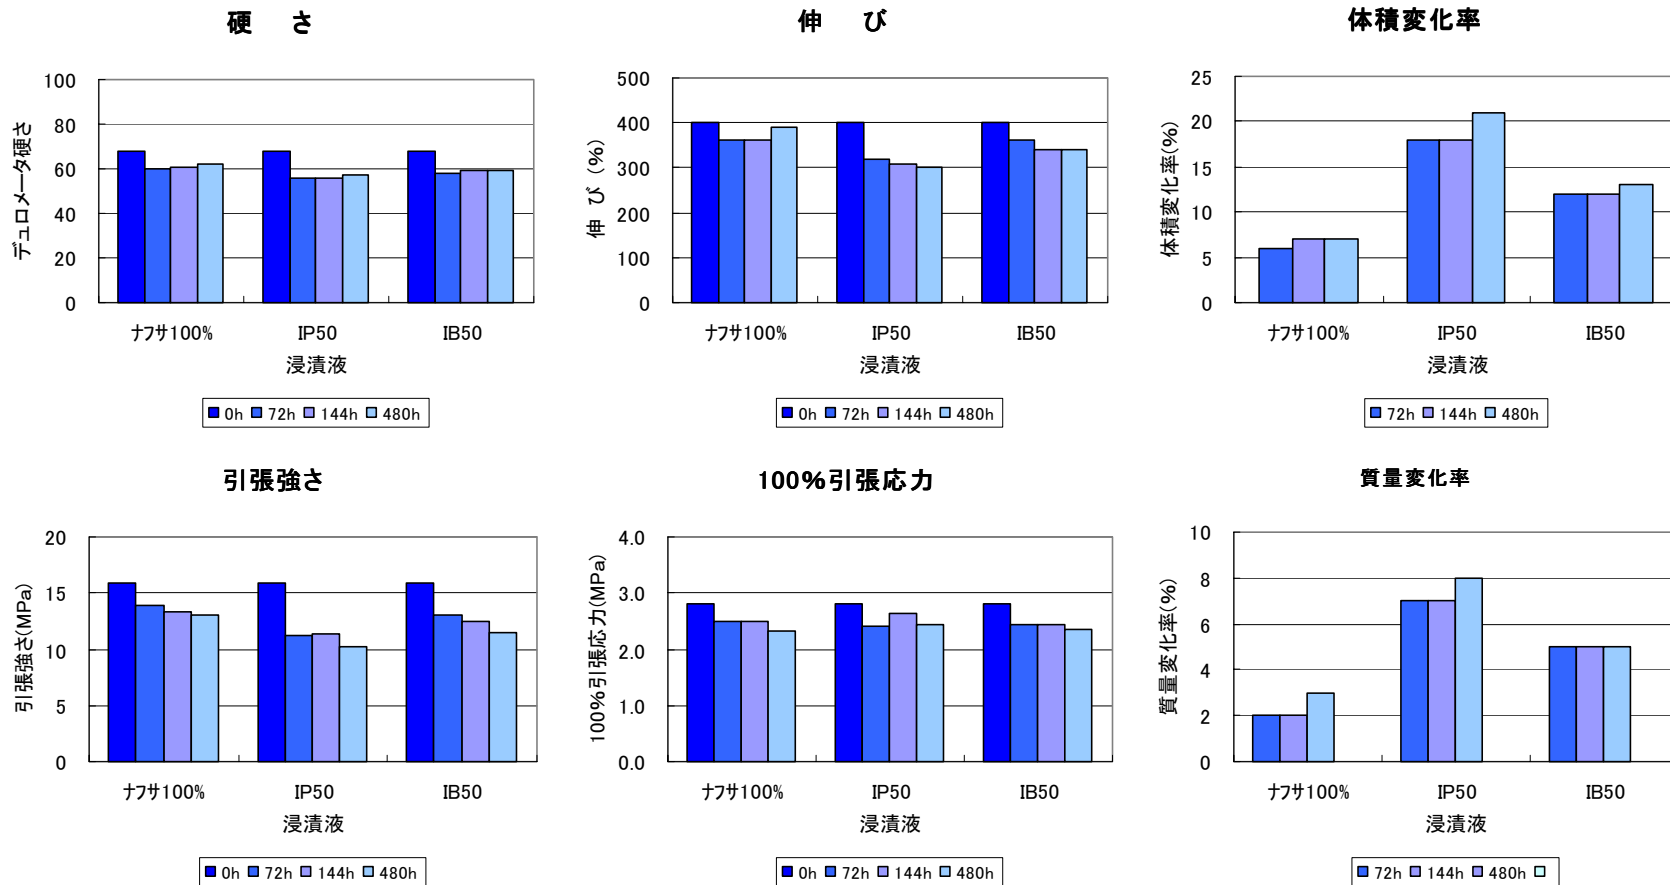 硬　さ
デュロメータ硬さ
100
80
60
40
20
0
ﾅﾌｻ100%
IP50
IB50
浸漬液
0h 72h 144h 480h
伸　び
伸 び (%)
500
400
300
200
100
0
ﾅﾌｻ100%
IP50
IB50
浸漬液
0h 72h 144h 480h
体積変化率
体積変化率(%)
25
20
15
10
5
0
ﾅﾌｻ100%
IP50
IB50
浸漬液
72h 144h 480h
引張強さ
引張強さ(MPa)
20
15
10
5
0
ﾅﾌｻ100%
IP50
IB50
浸漬液
0h 72h 144h 480h
100%引張応力
100%引張応力(MPa)
4.0
3.0
2.0
1.0
0.0
ﾅﾌｻ100%
IP50
IB50
浸漬液
0h 72h 144h 480h
質量変化率
質量変化率(%)
10
8
6
4
2
0
ﾅﾌｻ100%
IP50
IB50
浸漬液
72h 144h 480h